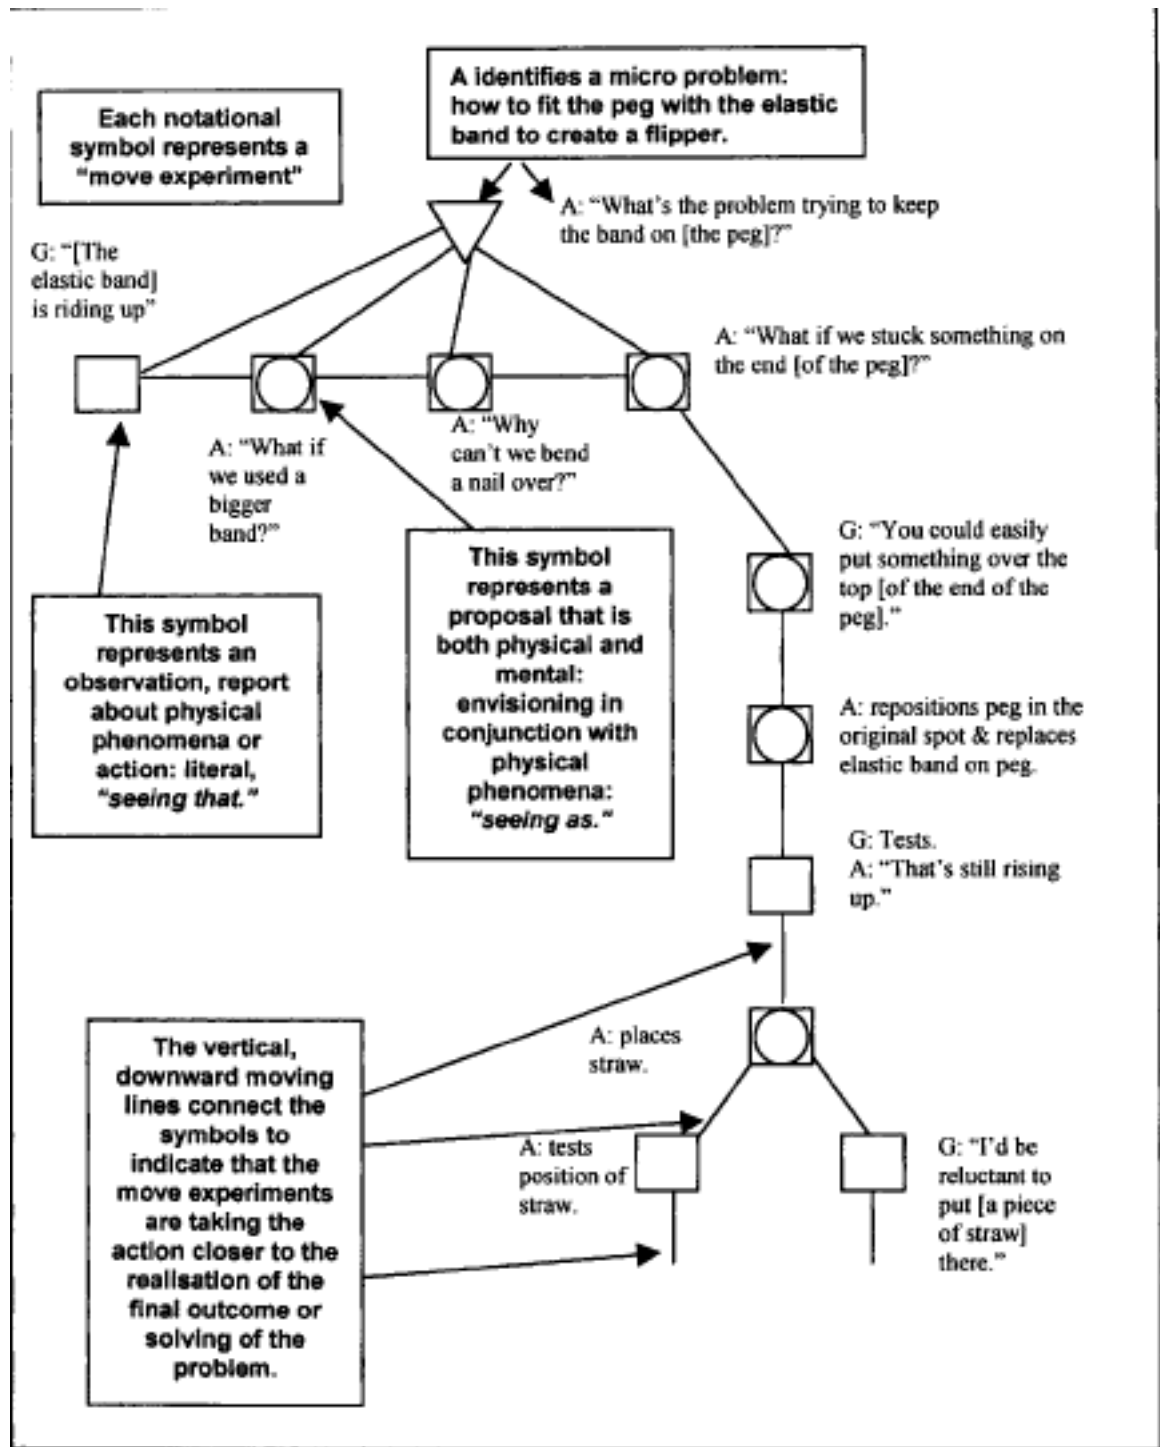 A identifies a micro problem:
how to fit the peg with the elastic
band to create a flipper.
Each notational
symbol represents a
“move experiment”
A: “What’s the problem trying to keep
the band on [the peg]?”
G: “[The
elastic band]
is riding up”
A: “What if we stuck something on
the end [of the peg]?”
A: “What if
we used a
bigger
band?”
A: “Why
can’t we bend
a nail over?”
G: “You could easily
put something over the
top [of the end of the
peg].”
This symbol
represents an
observation, report
about physical
phenomena or
action: literal,
“seeing that.”
This symbol
represents a
proposal that is
both physical and
mental:
envisioning in
conjunction with
physical
phenomena:
“seeing as.”
A: repositions peg in the
original spot & replaces
elastic band on peg.
G: Tests.
A: “That’s still rising
up.”
A: places
straw.
The vertical,
downward moving
lines connect the
symbols to
indicate that the
move experiments
are taking the
action closer to the
realisation of the
final outcome or
solving of the
problem.
A: tests
position of
straw.
G: “I’d be
reluctant to
put [a piece
of straw]
there.”